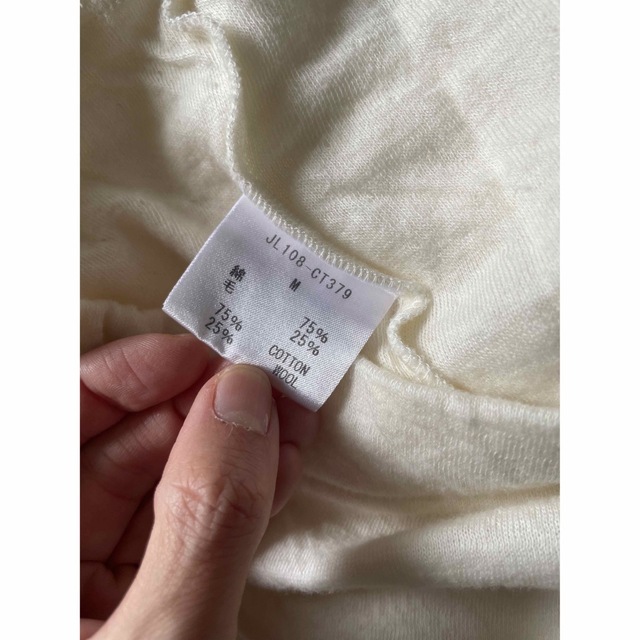 JL108-CT379
M
綿 75% 75% COTTON
毛 25% 25% WOOL